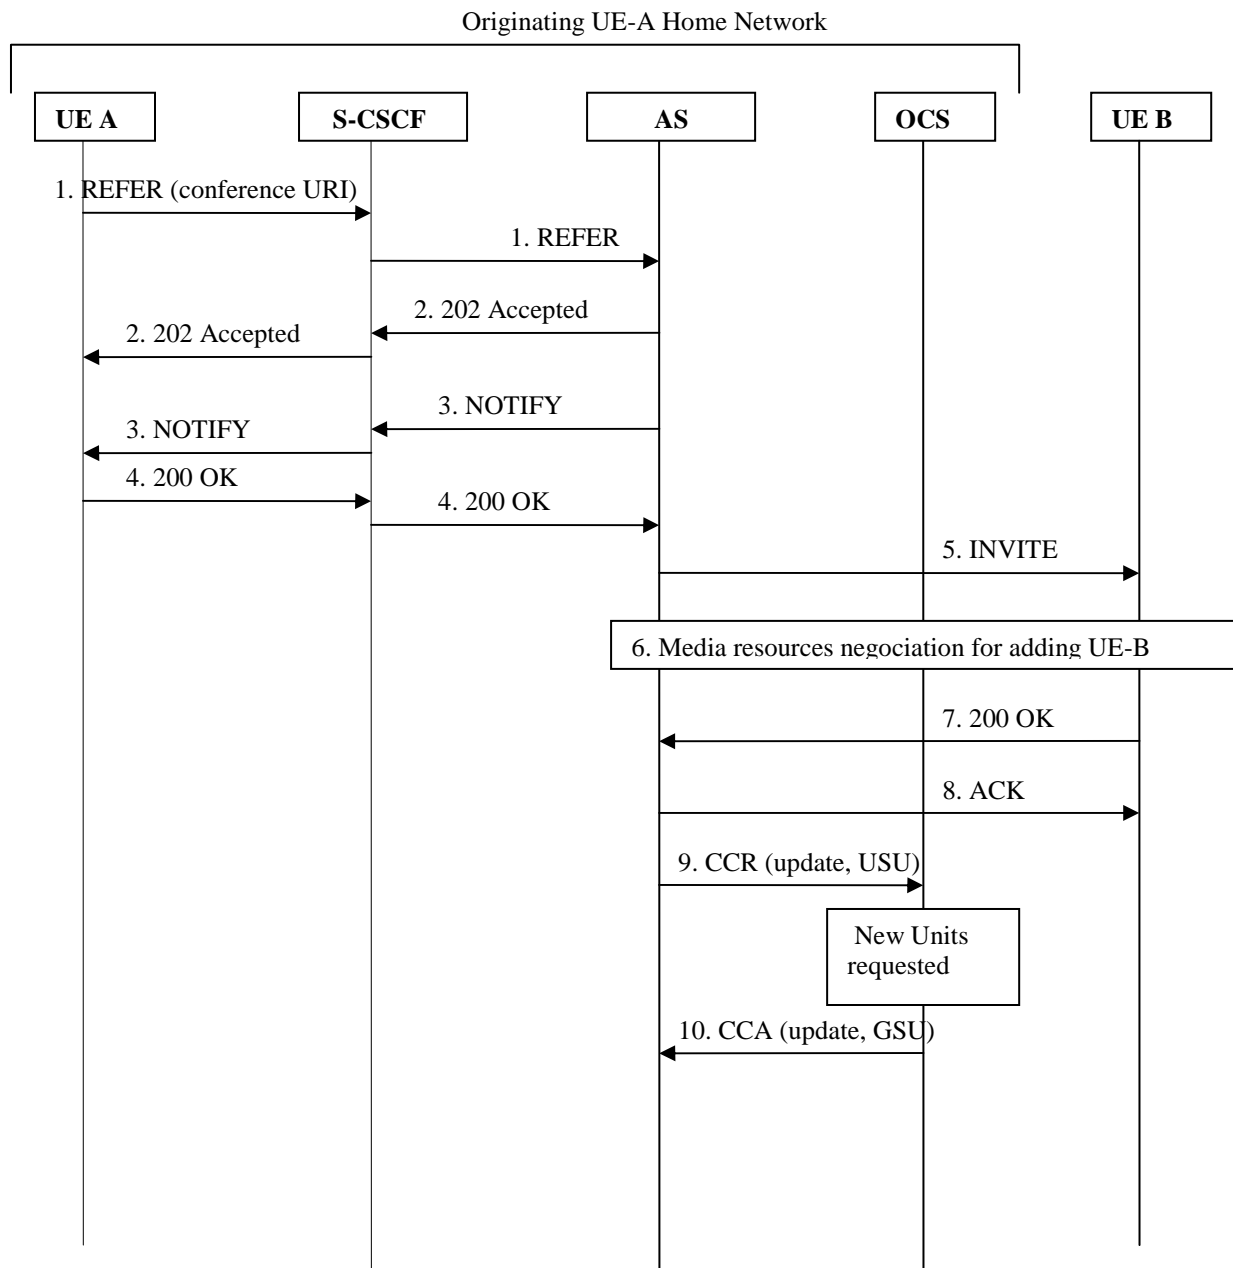 Originating UE-A Home Network
UE A
S-CSCF
AS
OCS
UE B
1. REFER (conference URI)
1. REFER
2. 202 Accepted
2. 202 Accepted
3. NOTIFY
3. NOTIFY
4. 200 OK
4. 200 OK
5. INVITE
6. Media resources negociation for adding UE-B
7. 200 OK
8. ACK
9. CCR (update, USU)
New Units
requested
10. CCA (update, GSU)